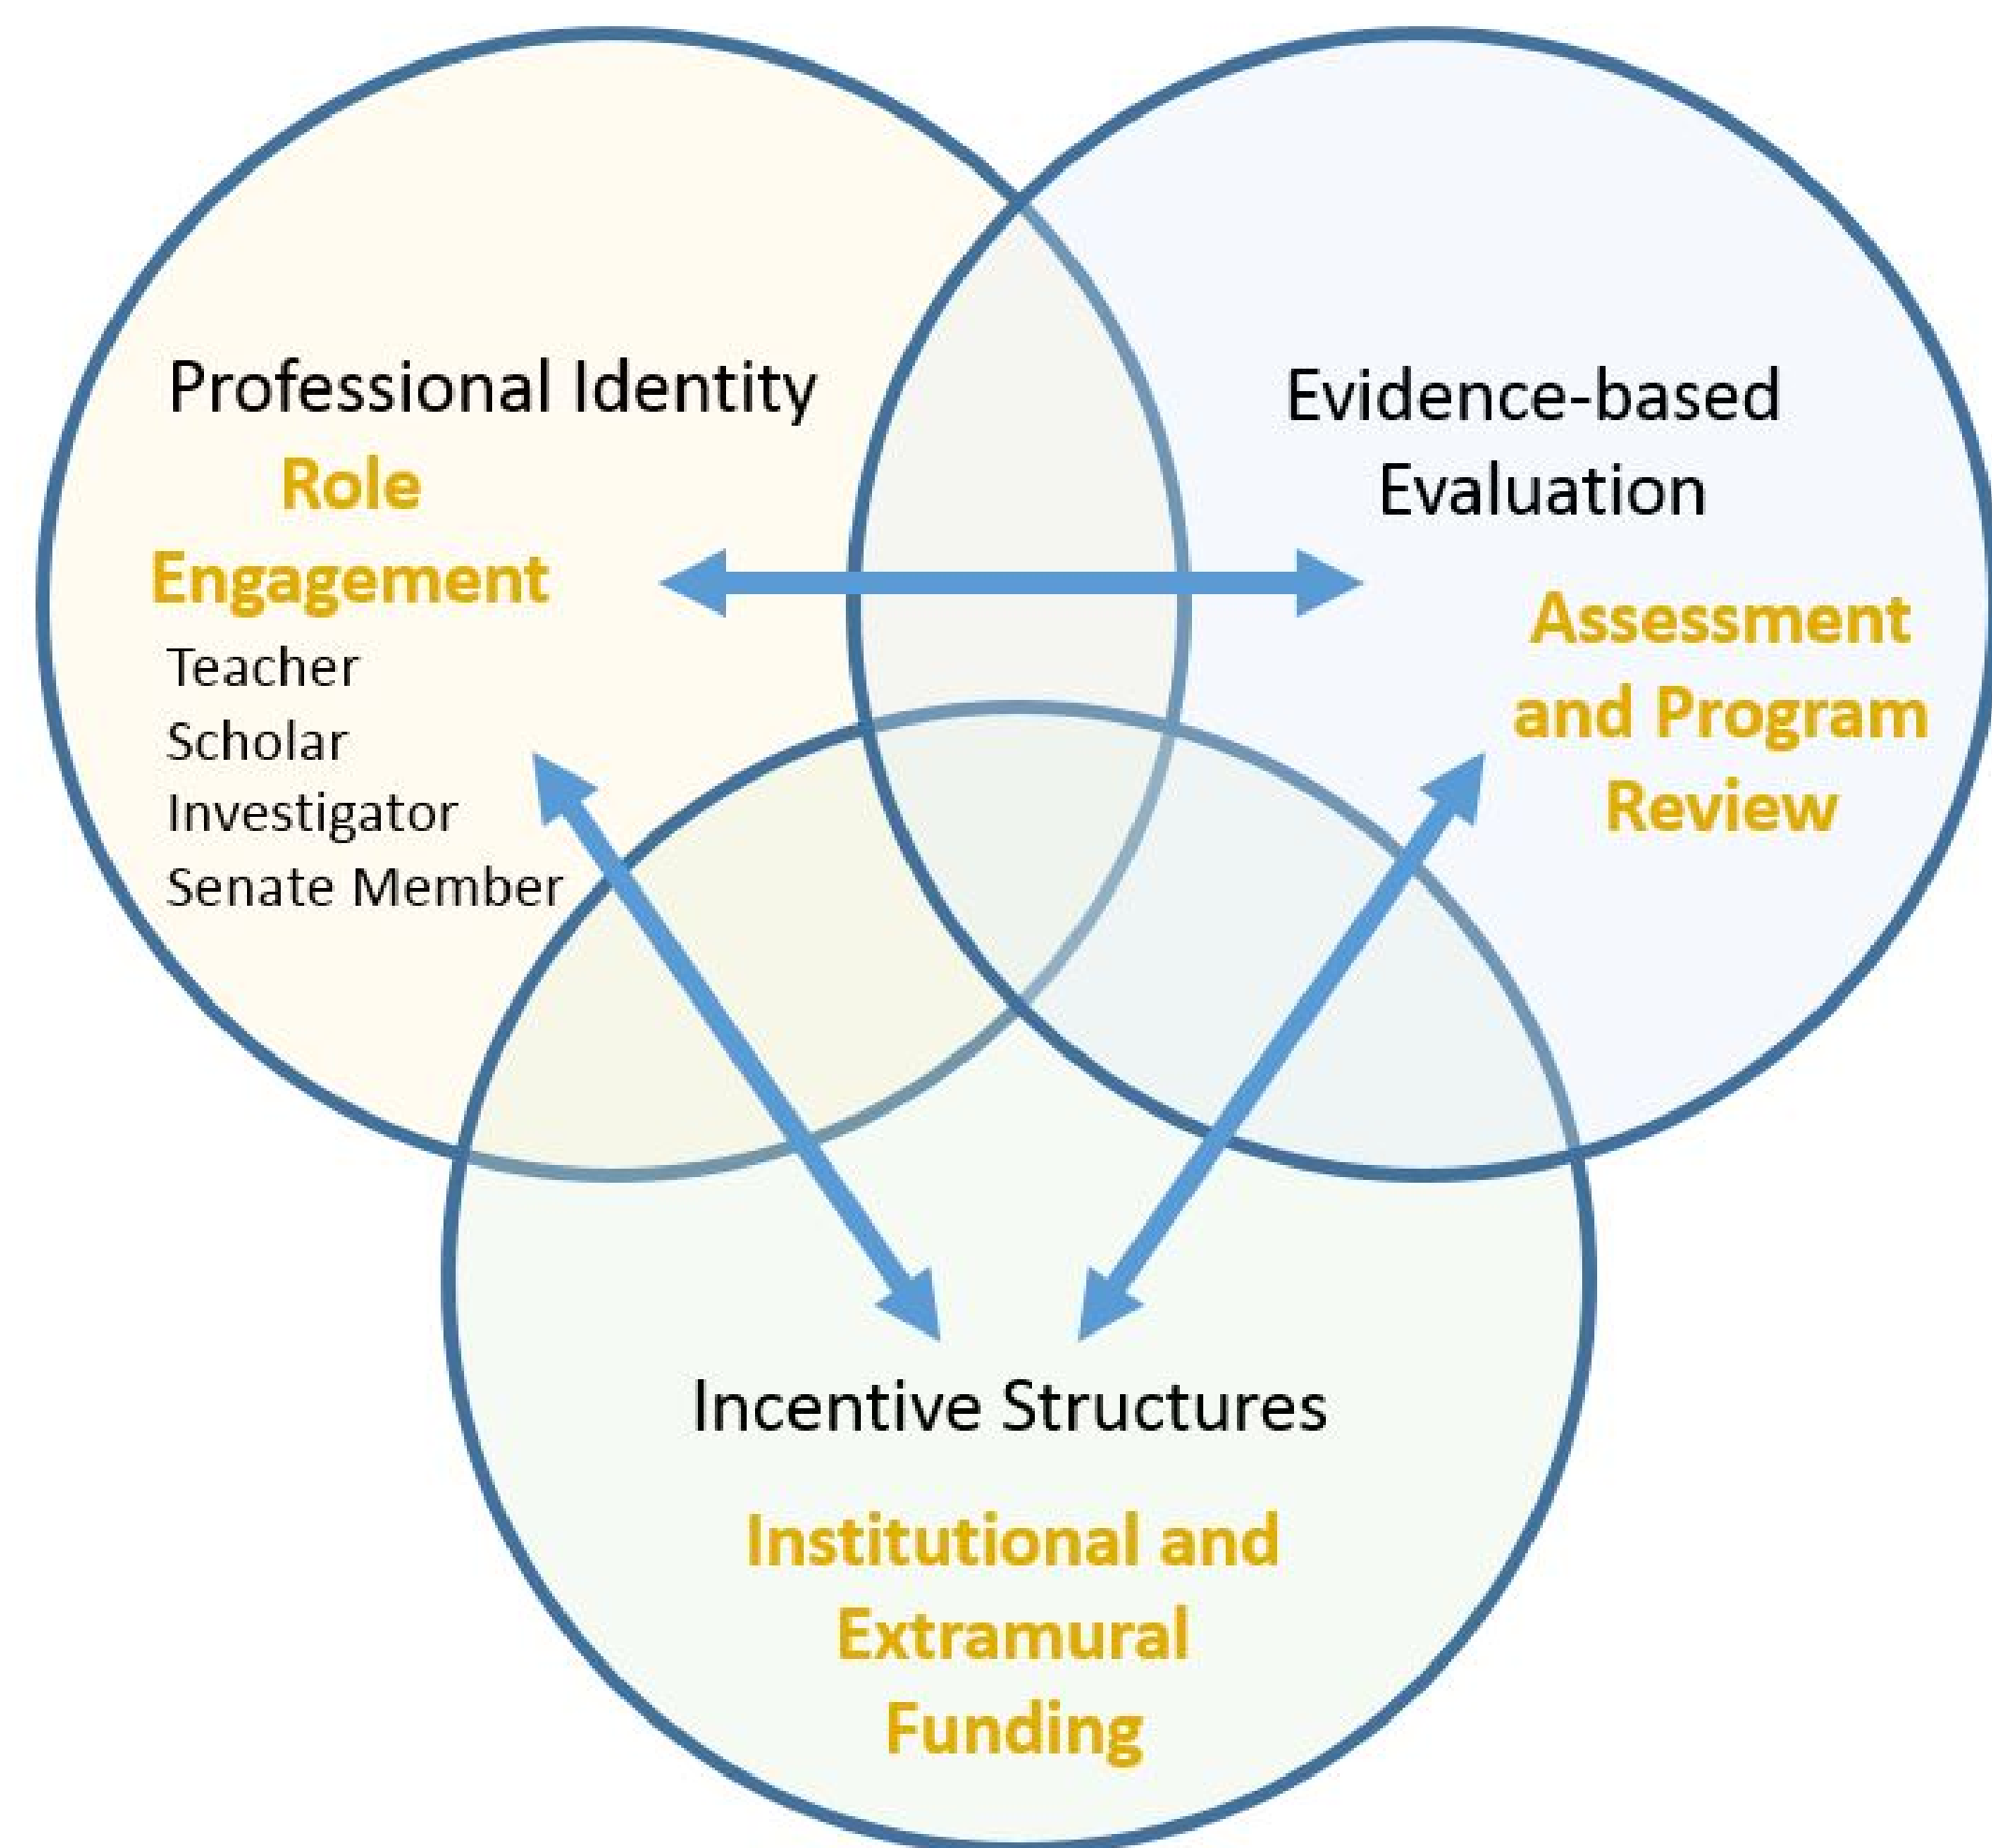 Professional Identity
Role
Engagement
Teacher
Scholar
Investigator
Senate Member
Evidence-based
Evaluation
Assessment
and Program
Review
Incentive Structures
Institutional and
Extramural
Funding